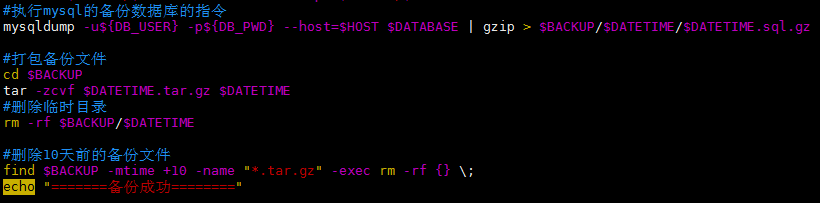 #执行mysql的备份数据库的指令
mysqldump -u${DB_USER} -p${DB_PWD} --host=$HOST $DATABASE | gzip > $BACKUP/$DATETIME/$DATETIME.sql.gz
#打包备份文件
cd $BACKUP
tar -zcvf $DATETIME.tar.gz $DATETIME
#删除临时目录
rm -rf $BACKUP/$DATETIME
#删除10天前的备份文件
find $BACKUP -mtime +10 -name "*.tar.gz" -exec rm -rf {} \;
echo "=======备份成功========"